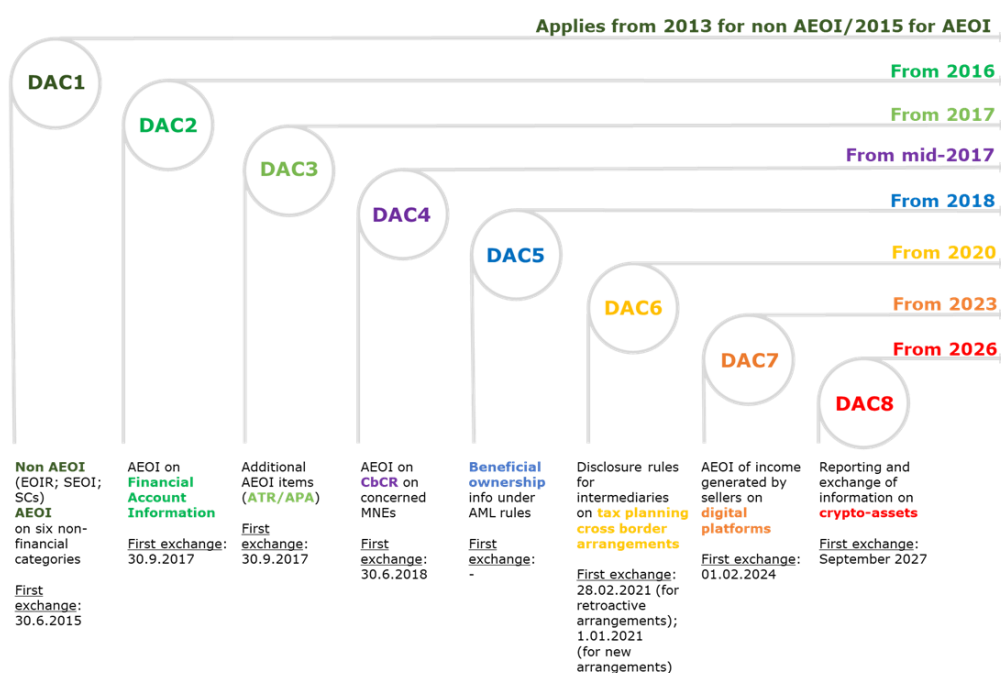 Applies from 2013 for non AEOI/2015 for AEOI
DAC1
From 2016
DAC2
From 2017
DAC3
From mid-2017
DAC4
From 2018
DAC5
From 2020
DAC6
From 2023
DAC7
From 2026
DAC8
Non AEOI
(EOIR; SEOI;
SCs)
AEOI
on six non-
financial
categories
First
exchange:
30.6.2015
AEOI on
Financial
Account
Information
First exchange:
30.9.2017
Additional
AEOI items
(ATR/APA)
First
exchange:
30.9.2017
AEOI on
CbCR on
concerned
MNEs
First
exchange:
30.6.2018
Beneficial
ownership
info under
AML rules
First
exchange:
-
Disclosure rules
for
intermediaries
on tax planning
cross border
arrangements
First exchange:
28.02.2021 (for
retroactive
arrangements);
1.01.2021
(for new
arrangements)
AEOI of income
generated by
sellers on
digital
platforms
First exchange:
01.02.2024
Reporting and
exchange of
information on
crypto-assets
First exchange:
September 2027